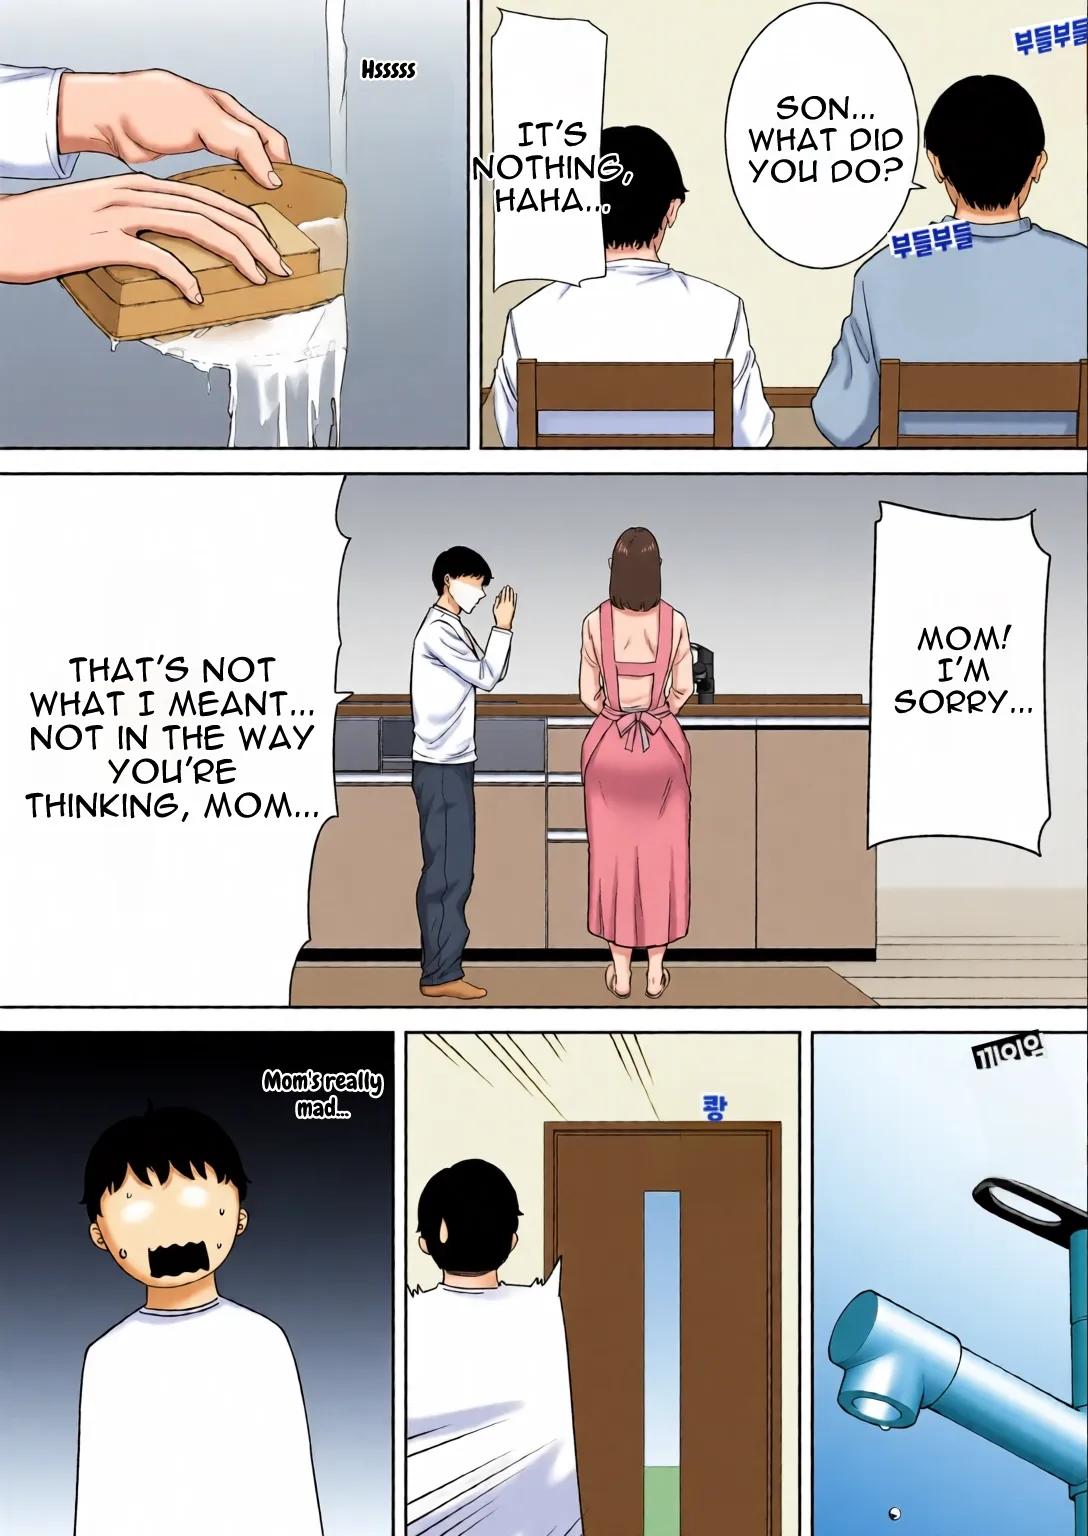 Hsssss
IT'S
NOTHING,
HAHA...
SON...
WHAT DID
YOU DO?
부들부들
부들부들
THAT'S NOT
WHAT I MEANT...
NOT IN THE WAY
YOU'RE
THINKING, MOM...
MOM!
I'M
SORRY...
Mom's really
mad...
쾅
끼이익